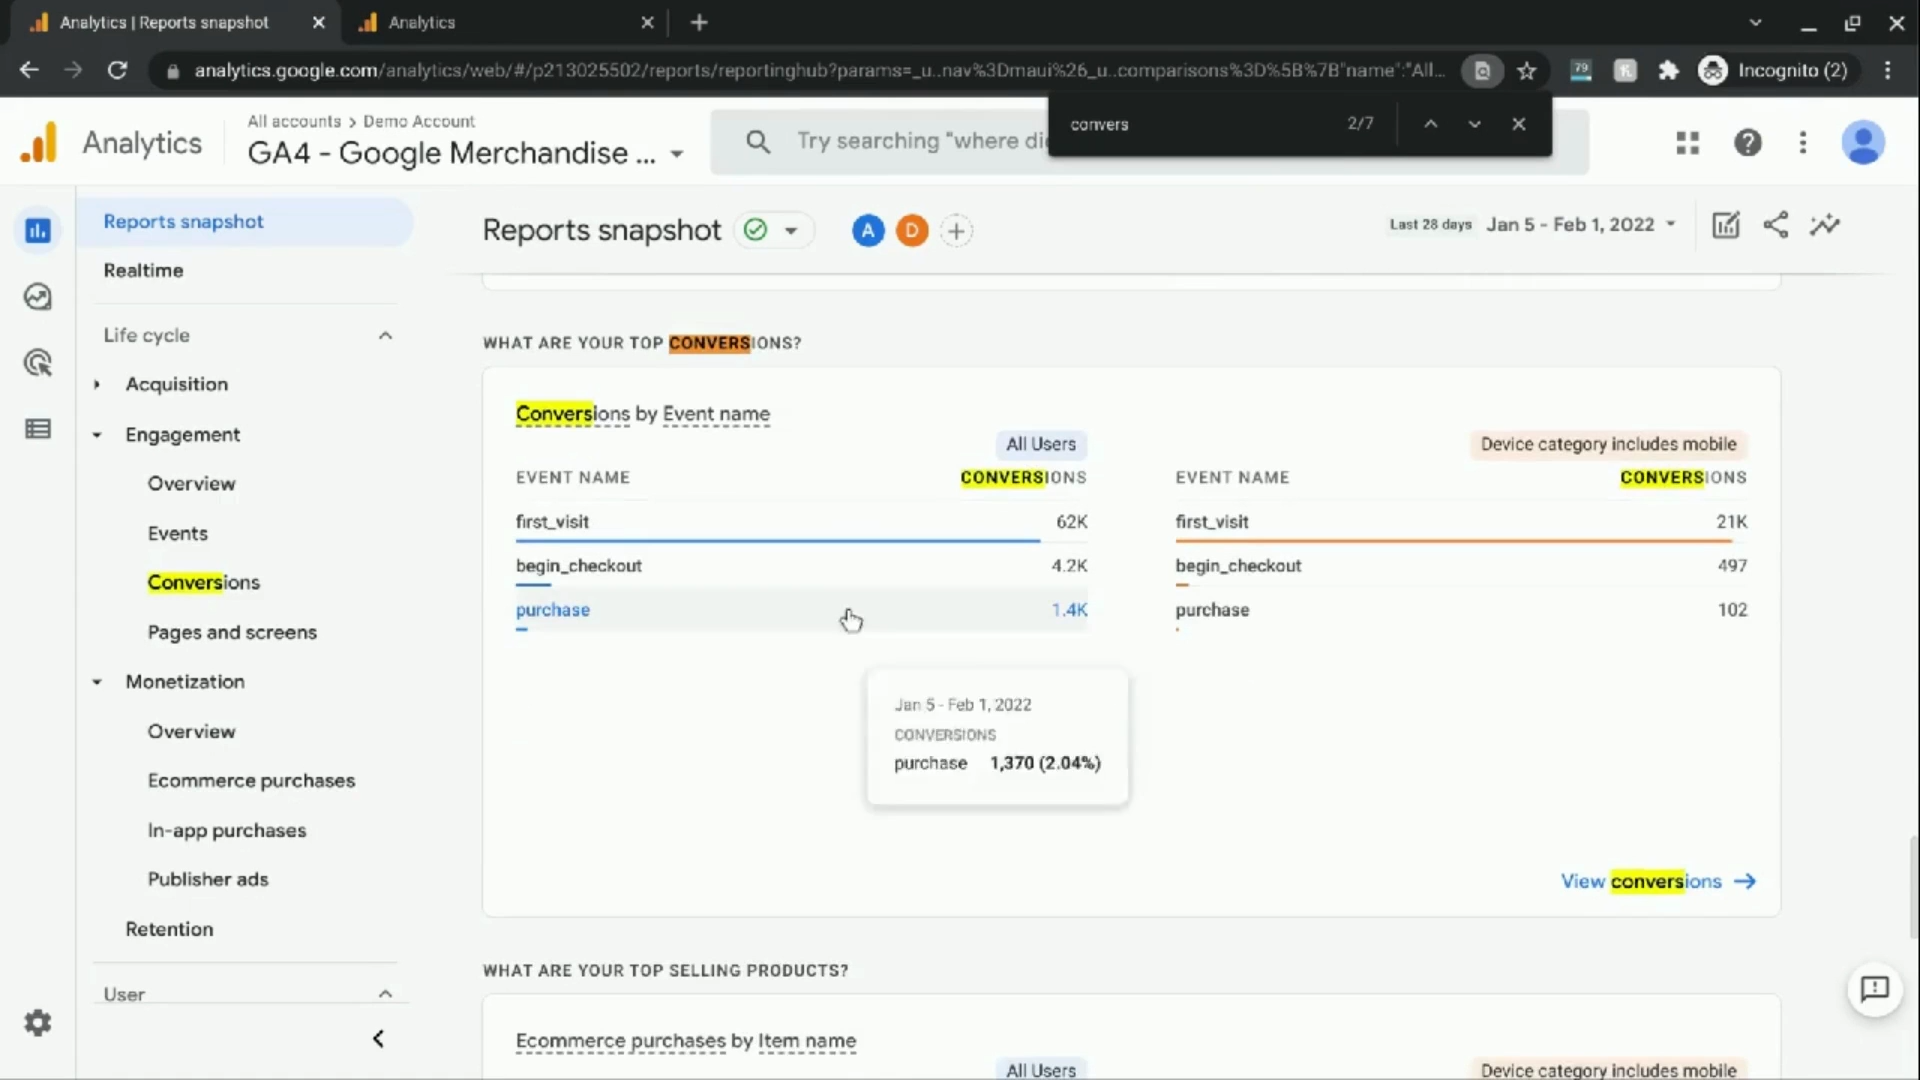 Analytics | Reports snapshot
Analytics
analytics.google.com/analytics/web/#/p213025502/reports/reportinghub?params=_u..nav%3Dmaui%26_u..comparisons%3D%5B%7B"name":"All...
79
Incognito (2)
convers
2/7
Analytics
All accounts > Demo Account
GA4 - Google Merchandise ...
Try searching "where di
Reports snapshot
Realtime
Life cycle
Acquisition
Engagement
Overview
Events
Conversions
Pages and screens
Monetization
Overview
Ecommerce purchases
In-app purchases
Publisher ads
Retention
User
Reports snapshot
A
D
Last 28 days Jan 5 - Feb 1, 2022
WHAT ARE YOUR TOP CONVERSIONS?
Conversions by Event name
All Users
EVENT NAME CONVERSIONS
first_visit 62K
begin_checkout 4.2K
purchase 1.4K
Device category includes mobile
EVENT NAME CONVERSIONS
first_visit 21K
begin_checkout 497
purchase 102
Jan 5 - Feb 1, 2022
CONVERSIONS
purchase 1,370 (2.04%)
View conversions
WHAT ARE YOUR TOP SELLING PRODUCTS?
Ecommerce purchases by Item name
All Users
Device category includes mobile